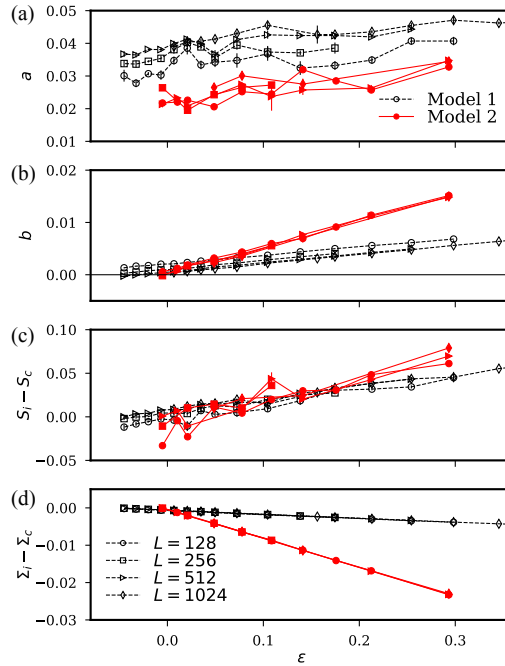 (a)
0.05
0.04
0.03
0.02
0.01
a
Model 1
Model 2
(b)
0.02
0.01
0.00
b
(c)
0.10
0.05
0.00
−0.05
S_i − S_c
(d)
0.00
−0.01
−0.02
−0.03
Σ_i − Σ_c
L = 128
L = 256
L = 512
L = 1024
0.0 0.1 0.2 0.3
ε